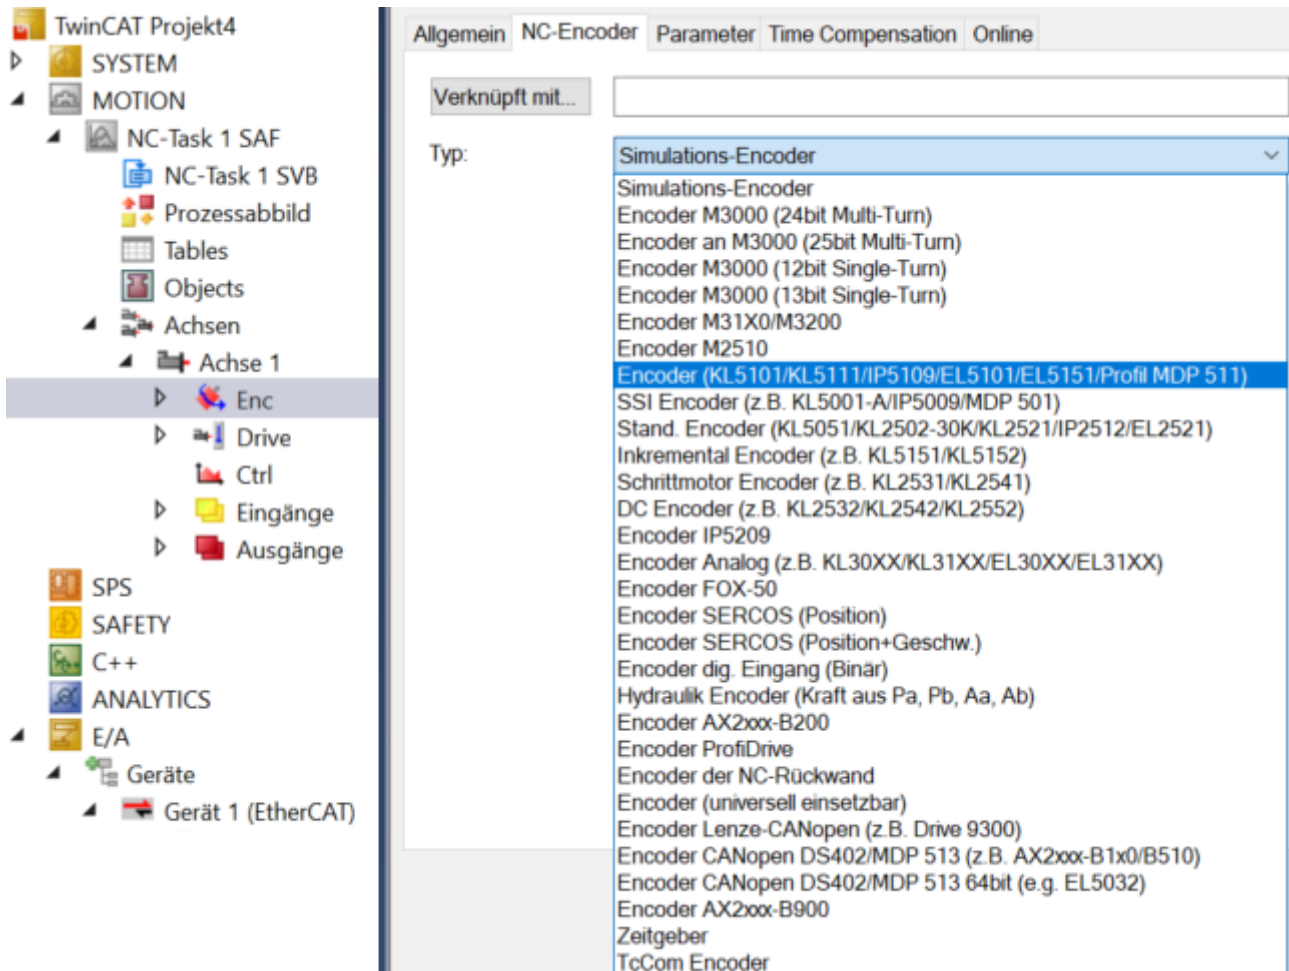 TwinCAT Projekt4
SYSTEM
MOTION
NC-Task 1 SAF
NC-Task 1 SVB
Prozessabbild
Tables
Objects
Achsen
Achse 1
Enc
Drive
Ctrl
Eingänge
Ausgänge
SPS
SAFETY
C++
ANALYTICS
E/A
Geräte
Gerät 1 (EtherCAT)
Allgemein NC-Encoder Parameter Time Compensation Online
Verknüpft mit...
Typ: Simulations-Encoder
Simulations-Encoder
Encoder M3000 (24bit Multi-Turn)
Encoder an M3000 (25bit Multi-Turn)
Encoder M3000 (12bit Single-Turn)
Encoder M3000 (13bit Single-Turn)
Encoder M31X0/M3200
Encoder M2510
Encoder (KL5101/KL5111/IP5109/EL5101/EL5151/Profil MDP 511)
SSI Encoder (z.B. KL5001-A/IP5009/MDP 501)
Stand. Encoder (KL5051/KL2502-30K/KL2521/IP2512/EL2521)
Inkremental Encoder (z.B. KL5151/KL5152)
Schrittmotor Encoder (z.B. KL2531/KL2541)
DC Encoder (z.B. KL2532/KL2542/KL2552)
Encoder IP5209
Encoder Analog (z.B. KL30XX/KL31XX/EL30XX/EL31XX)
Encoder FOX-50
Encoder SERCOS (Position)
Encoder SERCOS (Position+Geschw.)
Encoder dig. Eingang (Binär)
Hydraulik Encoder (Kraft aus Pa, Pb, Aa, Ab)
Encoder AX2xxx-B200
Encoder ProfiDrive
Encoder der NC-Rückwand
Encoder (universell einsetzbar)
Encoder Lenze-CANopen (z.B. Drive 9300)
Encoder CANopen DS402/MDP 513 (z.B. AX2xxx-B1x0/B510)
Encoder CANopen DS402/MDP 513 64bit (e.g. EL5032)
Encoder AX2xxx-B900
Zeitgeber
TcCom Encoder